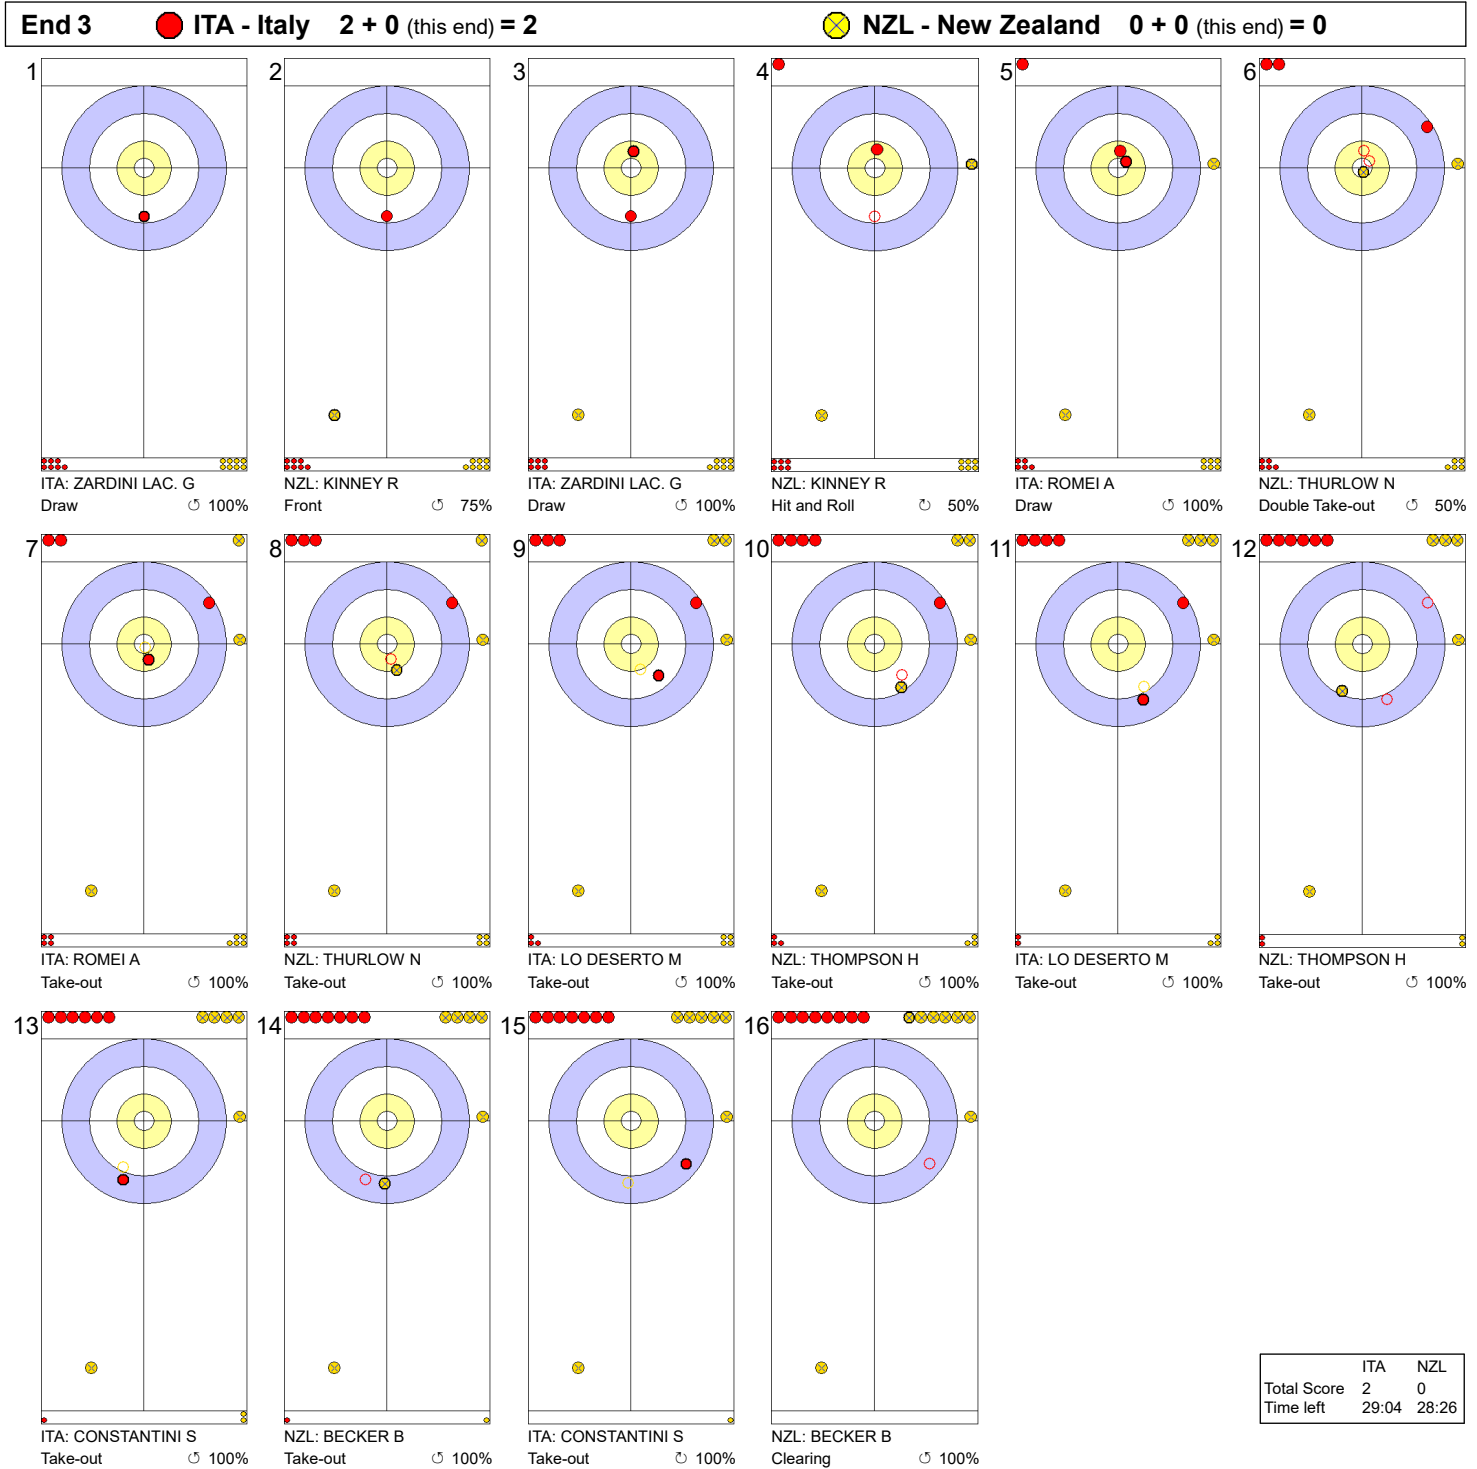 End 3 ITA - Italy 2 + 0 (this end) = 2 NZL - New Zealand 0 + 0 (this end) = 0
1 2 3 4 5 6
ITA: ZARDINI LAC. G NZL: KINNEY R ITA: ZARDINI LAC. G NZL: KINNEY R ITA: ROMEI A NZL: THURLOW N
Draw ↺ 100% Front ↺ 75% Draw ↺ 100% Hit and Roll ↻ 50% Draw ↺ 100% Double Take-out ↺ 50%
7 8 9 10 11 12
ITA: ROMEI A NZL: THURLOW N ITA: LO DESERTO M NZL: THOMPSON H ITA: LO DESERTO M NZL: THOMPSON H
Take-out ↺ 100% Take-out ↺ 100% Take-out ↺ 100% Take-out ↺ 100% Take-out ↺ 100% Take-out ↺ 100%
13 14 15 16
ITA: CONSTANTINI S NZL: BECKER B ITA: CONSTANTINI S NZL: BECKER B
Take-out ↺ 100% Take-out ↺ 100% Take-out ↻ 100% Clearing ↺ 100%
ITA NZL
Total Score 2 0
Time left 29:04 28:26